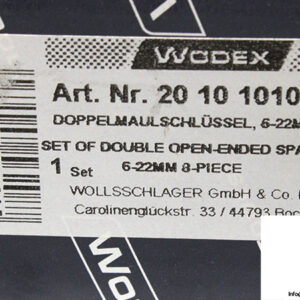 WODEX
Art. Nr. 20 10 1010
DOPPELMAULSCHLÜSSEL, 6-22M
SET OF DOUBLE OPEN-ENDED SPA
6-22MM 8-PIECE
1 Set
WOLLSSCHLAGER GmbH & Co.
Carolinenglückstr. 33 / 44793 Boc